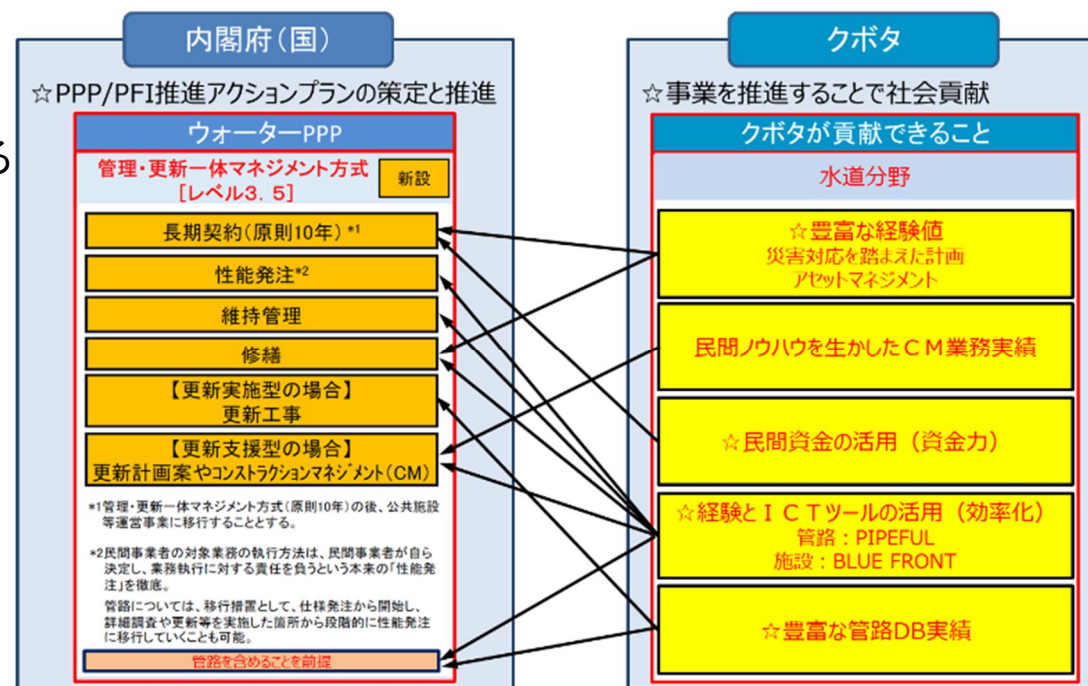 る
内閣府(国)
☆PPP/PFI推進アクションプランの策定と推進
ウォーターPPP
管理・更新一体マネジメント方式
[レベル3.5]
新設
長期契約(原則10年)*1
性能発注*2
維持管理
修繕
【更新実施型の場合】
更新工事
【更新支援型の場合】
更新計画案やコンストラクションマネジメント(CM)
*1管理・更新一体マネジメント方式(原則10年)の後、公共施設
等運営事業に移行することとする。
*2民間事業者の対象業務の執行方法は、民間事業者が自ら
決定し、業務執行に対する責任を負うという本来の「性能発
注」を徹底。
管路については、移行措置として、仕様発注から開始し、
詳細調査や更新等を実施した箇所から段階的に性能発注
に移行していくことも可能。
管路を含めることを前提
クボタ
☆事業を推進することで社会貢献
クボタが貢献できること
水道分野
☆豊富な経験値
災害対応を踏まえた計画
アセットマネジメント
民間ノウハウを生かしたCM業務実績
☆民間資金の活用(資金力)
☆経験とICTツールの活用(効率化)
管路:PIPEFUL
施設:BLUE FRONT
☆豊富な管路DB実績